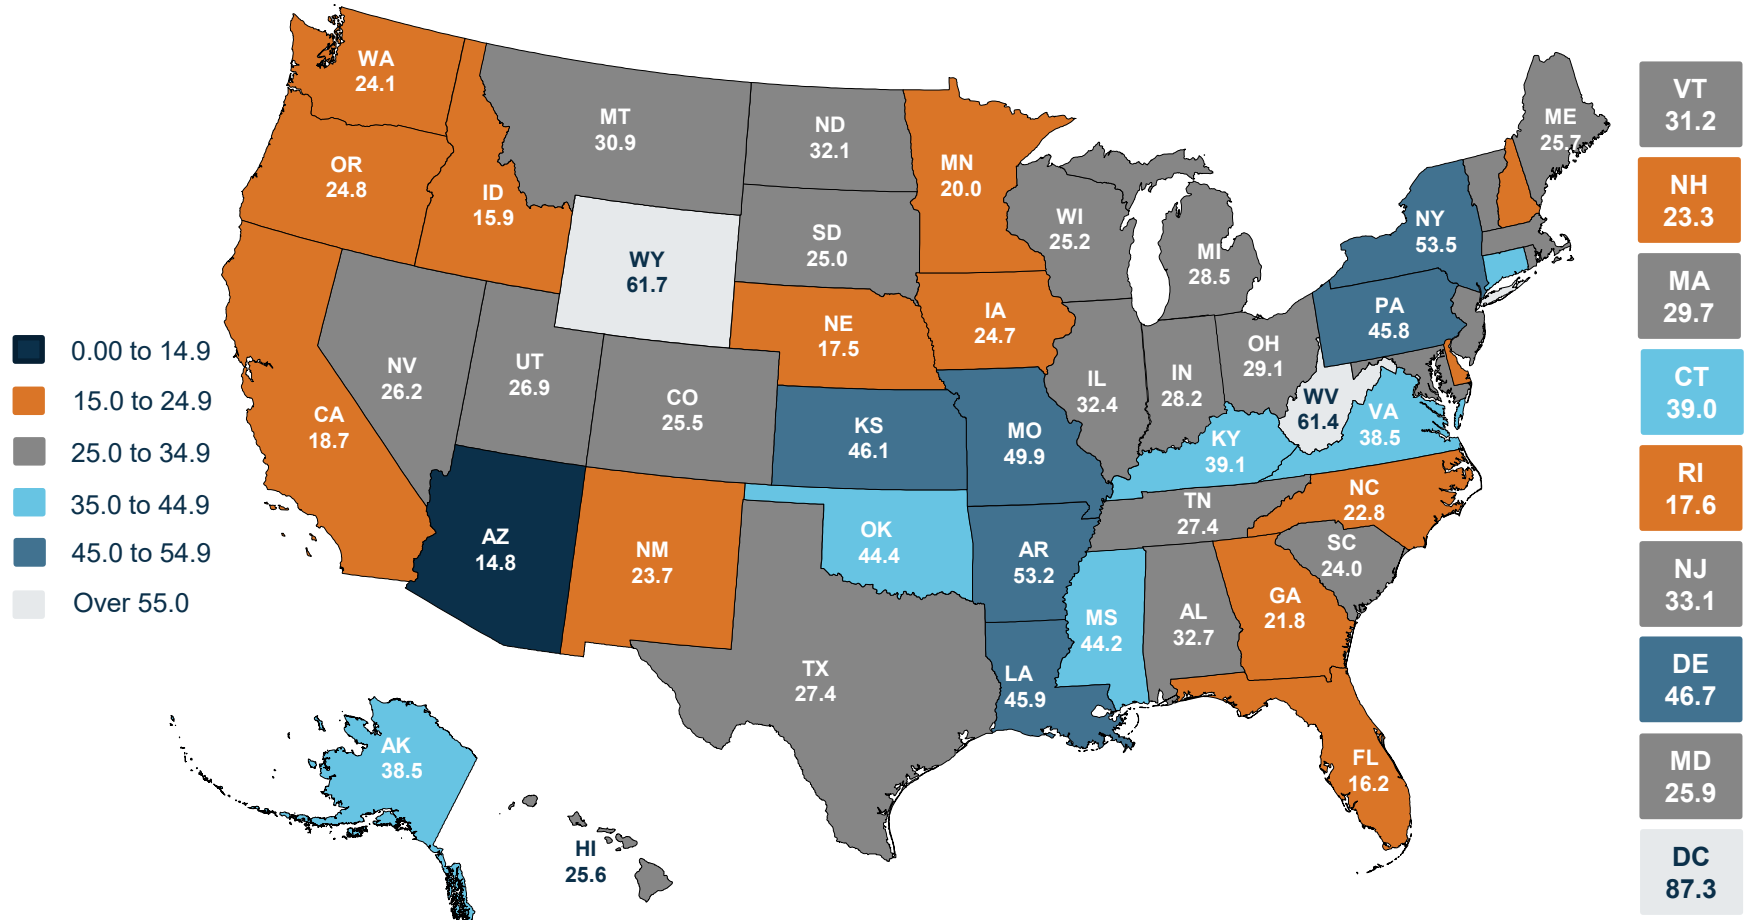 0.00 to 14.9
15.0 to 24.9
25.0 to 34.9
35.0 to 44.9
45.0 to 54.9
Over 55.0
WA
24.1
OR
24.8
ID
15.9
MT
30.9
ND
32.1
MN
20.0
WI
25.2
MI
28.5
NY
53.5
ME
25.7
WY
61.7
SD
25.0
NE
17.5
IA
24.7
PA
45.8
NV
26.2
UT
26.9
CO
25.5
CA
18.7
KS
46.1
MO
49.9
IL
32.4
IN
28.2
OH
29.1
WV
61.4
VA
38.5
KY
39.1
AZ
14.8
NM
23.7
OK
44.4
AR
53.2
TN
27.4
NC
22.8
SC
24.0
GA
21.8
AL
32.7
MS
44.2
LA
45.9
TX
27.4
FL
16.2
AK
38.5
HI
25.6
VT
31.2
NH
23.3
MA
29.7
CT
39.0
RI
17.6
NJ
33.1
DE
46.7
MD
25.9
DC
87.3